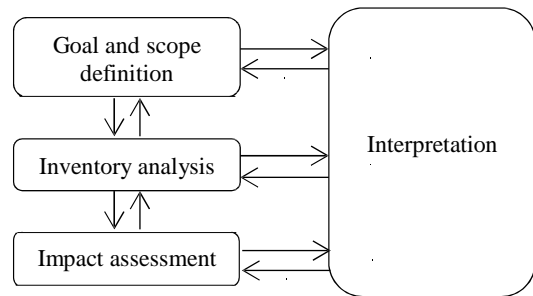 Goal and scope
definition
Inventory analysis
Interpretation
Impact assessment